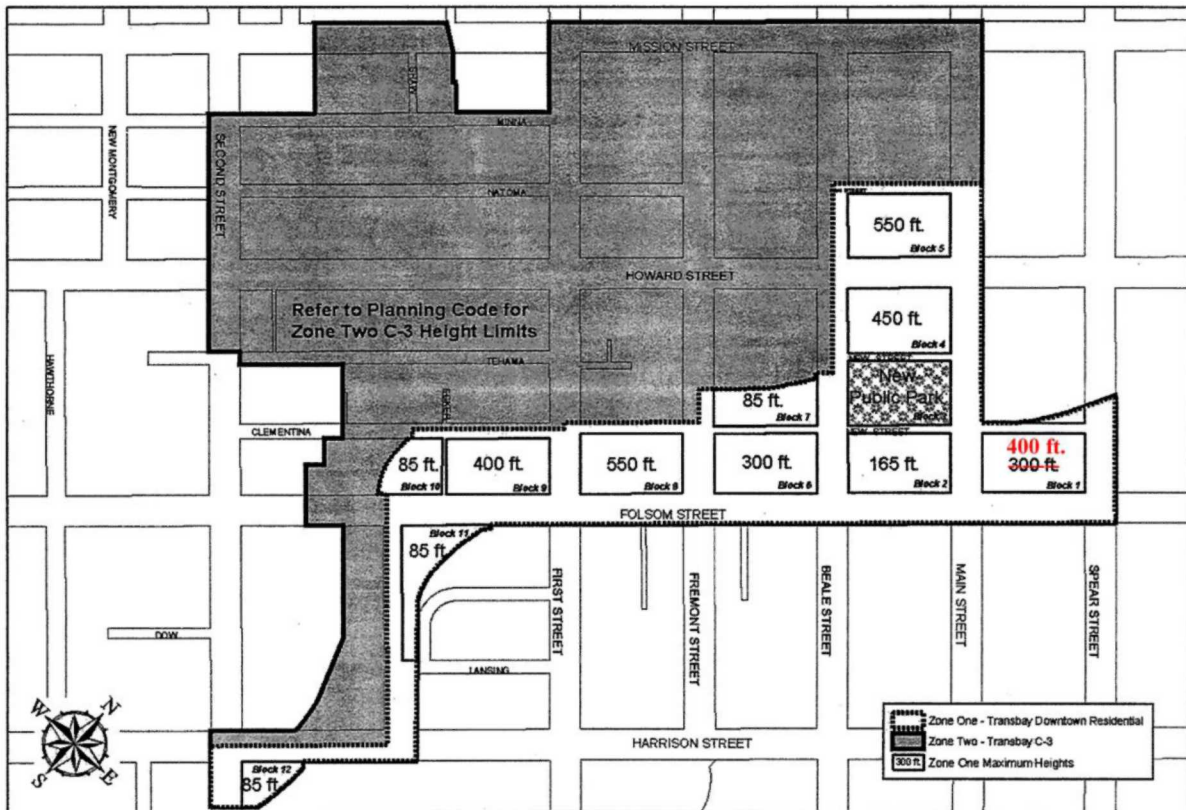 MISSION STREET
SHAW
MINNA
NEW MONTGOMERY
SECOND STREET
NATOMA
550 ft.
Block 5
HOWARD STREET
Refer to Planning Code for
Zone Two C-3 Height Limits
450 ft.
Block 4
TEHAMA
NEW STREET
HAWTHORNE
New
Public Park
85 ft.
Block 7
CLEMENTINA
NEW STREET
400 ft.
300 ft.
Block 1
85 ft.
Block 10
400 ft.
Block 9
550 ft.
Block 8
300 ft.
Block 6
165 ft.
Block 2
FOLSOM STREET
Block 11
85 ft.
FIRST STREET
FREMONT STREET
BEALE STREET
MAIN STREET
SPEAR STREET
DOW
LANSING
W
N
S
E
HARRISON STREET
Block 12
85 ft.
Zone One - Transbay Downtown Residential
Zone Two - Transbay C-3
300 ft.
Zone One Maximum Heights